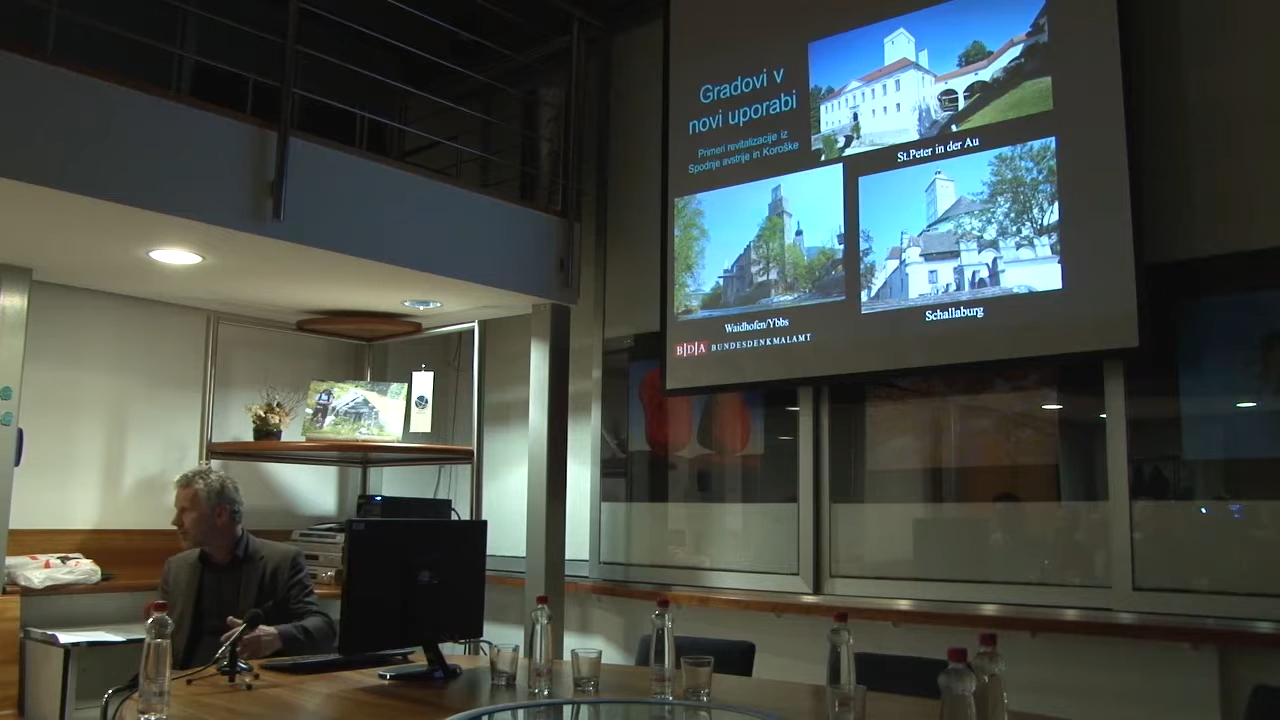 Gradovi v
novi uporabi
Primeri revitalizacije iz
Spodnje avstrije in Koroške
St.Peter in der Au
Waidhofen/Ybbs
Schallaburg
B|D|A BUNDESDENKMALAMT